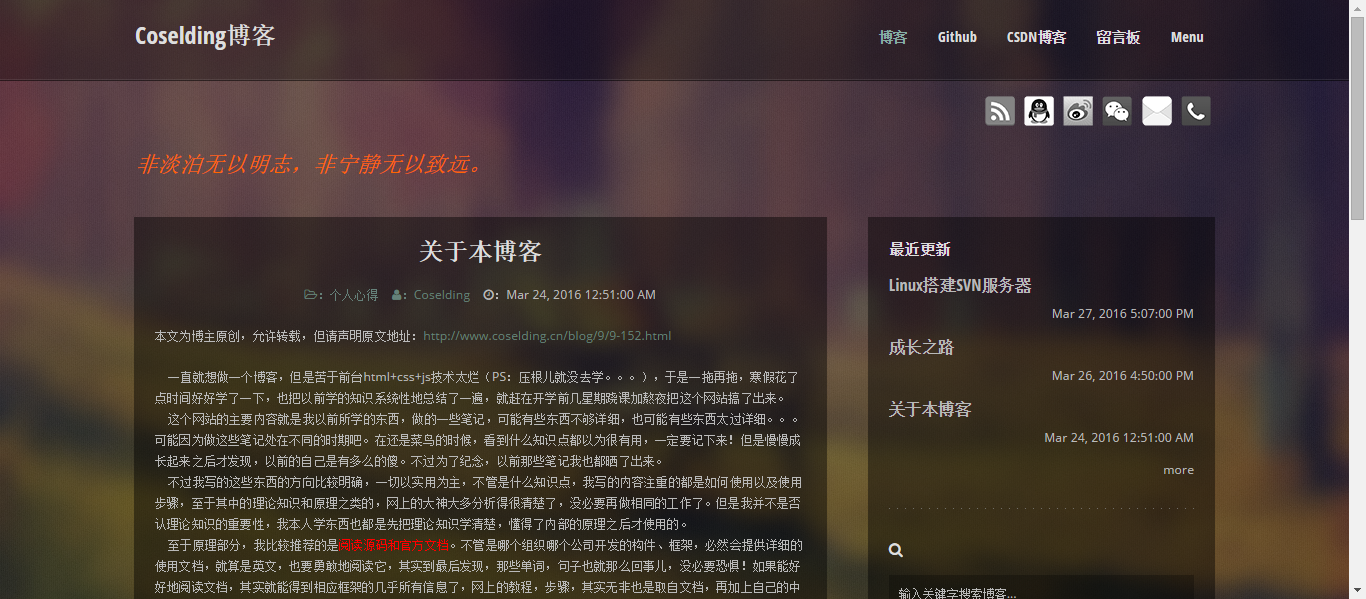 Coselding博客
博客 Github CSDN博客 留言板 Menu
非淡泊无以明志，非宁静无以致远。
关于本博客
：个人心得 ：Coselding ：Mar 24, 2016 12:51:00 AM
本文为博主原创，允许转载，但请声明原文地址：http://www.coselding.cn/blog/9/9-152.html
一直就想做一个博客，但是苦于前台html+css+js技术太烂（PS：压根儿就没去学。。。），于是一拖再拖，寒假花了
点时间好好学了一下，也把以前学的知识系统性地总结了一遍，就赶在开学前几星期晓课加熬夜把这个网站搞了出来。
这个网站的主要内容就是我以前所学的东西，做的一些笔记，可能有些东西不够详细，也可能有些东西太过详细。。。
可能因为做这些笔记处在不同的时期吧。在还是菜鸟的时候，看到什么知识点都以为很有用，一定要记下来！但是慢慢成
长起来之后才发现，以前的自己是有多么的傻。不过为了纪念，以前那些笔记我也都晒了出来。
不过我写的这些东西的方向比较明确，一切以实用为主，不管是什么知识点，我写的内容注重的都是如何使用以及使用
步骤，至于其中的理论知识和原理之类的，网上的大神大多分析得很清楚了，没必要再做相同的工作了。但是我并不是否
认理论知识的重要性，我本人学东西也都是先把理论知识学清楚，懂得了内部的原理之后才使用的。
至于原理部分，我比较推荐的是阅读源码和官方文档。不管是哪个组织哪个公司开发的构件、框架，必然会提供详细的
使用文档，就算是英文，也要勇敢地阅读它，其实到最后发现，那些单词，句子也就那么回事儿，没必要恐惧！如果能好
好地阅读文档，其实就能得到相应框架的几乎所有信息了，网上的教程，步骤，其实无非也是取自文档，再加上自己的中
最近更新
Linux搭建SVN服务器
Mar 27, 2016 5:07:00 PM
成长之路
Mar 26, 2016 4:50:00 PM
关于本博客
Mar 24, 2016 12:51:00 AM
more
输入关键字搜索博客...